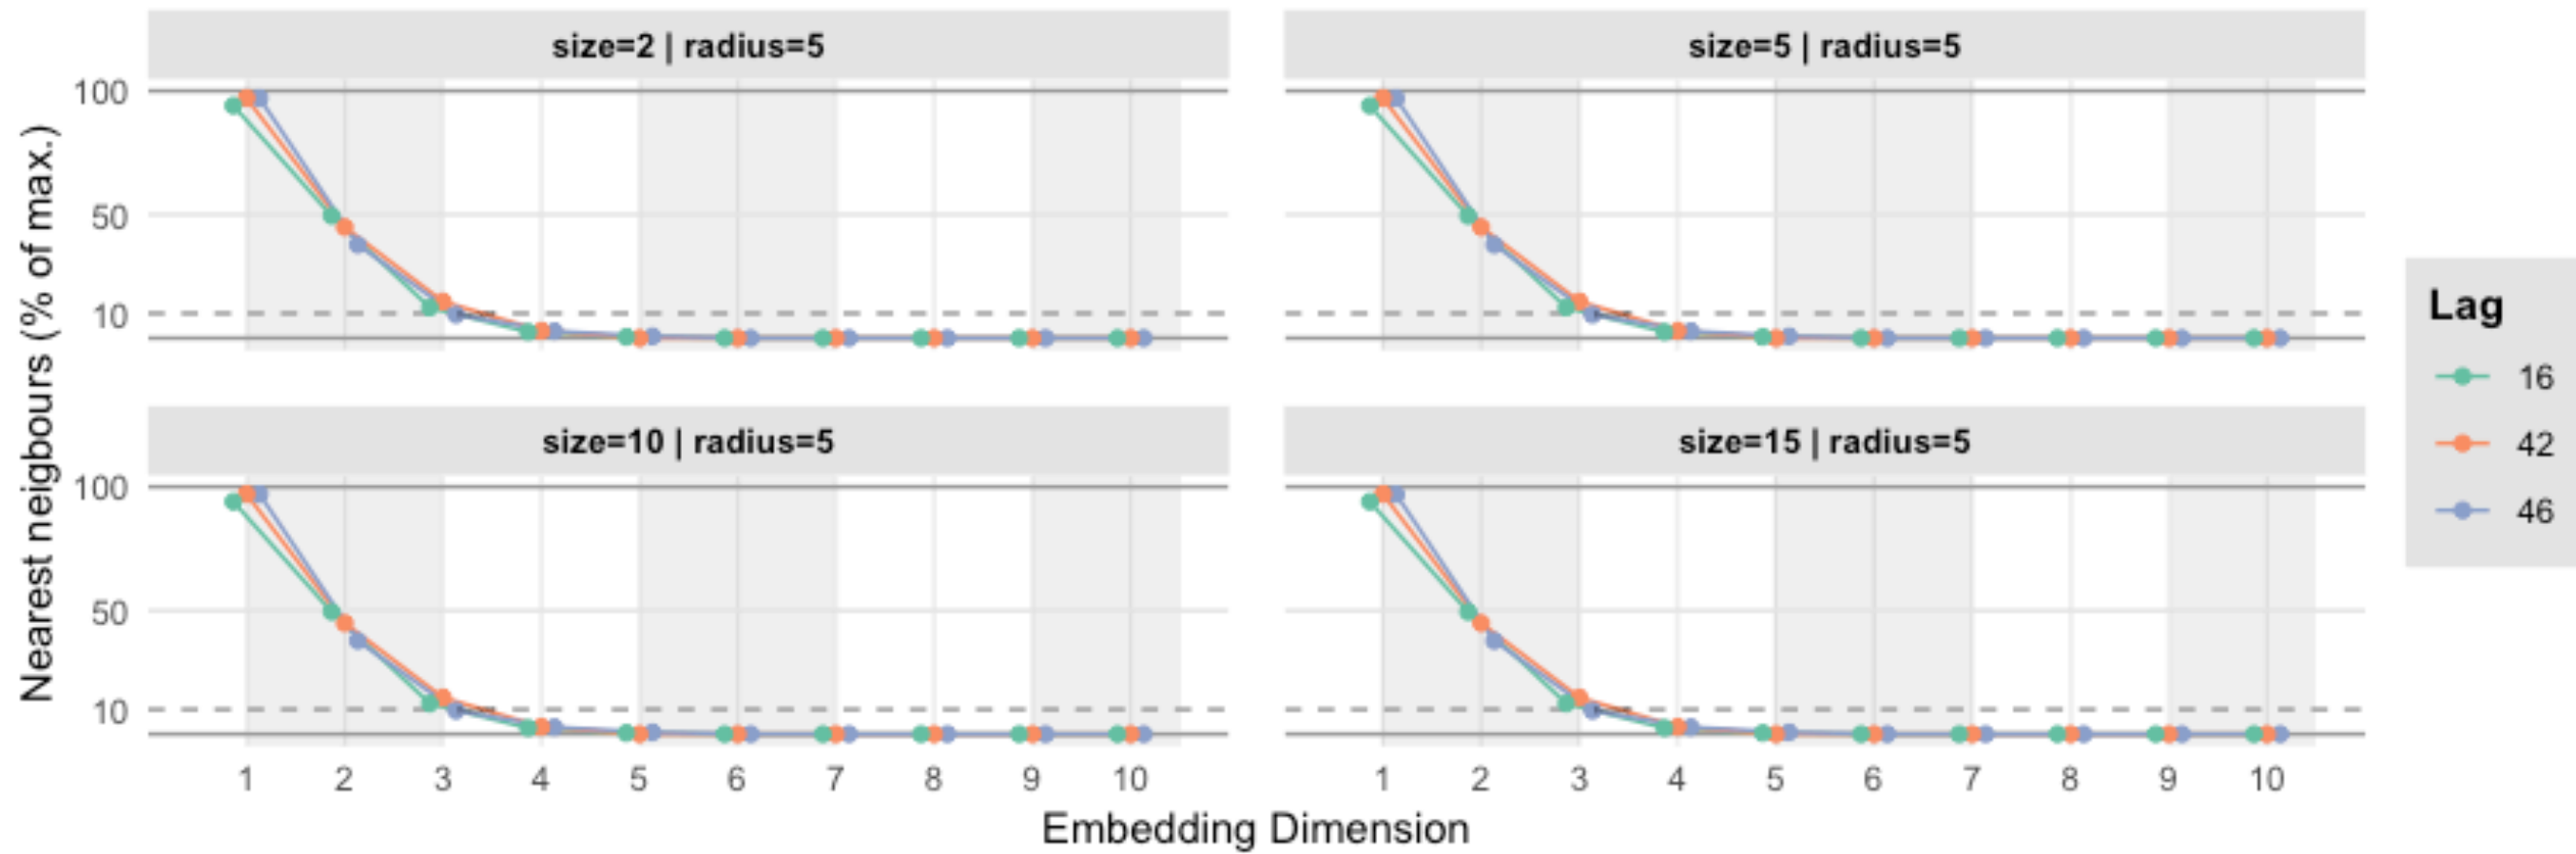 size=2 | radius=5
size=5 | radius=5
100
50
10
size=10 | radius=5
size=15 | radius=5
100
50
10
1 2 3 4 5 6 7 8 9 10
1 2 3 4 5 6 7 8 9 10
Embedding Dimension
Nearest neigbours (% of max.)
Lag
16
42
46